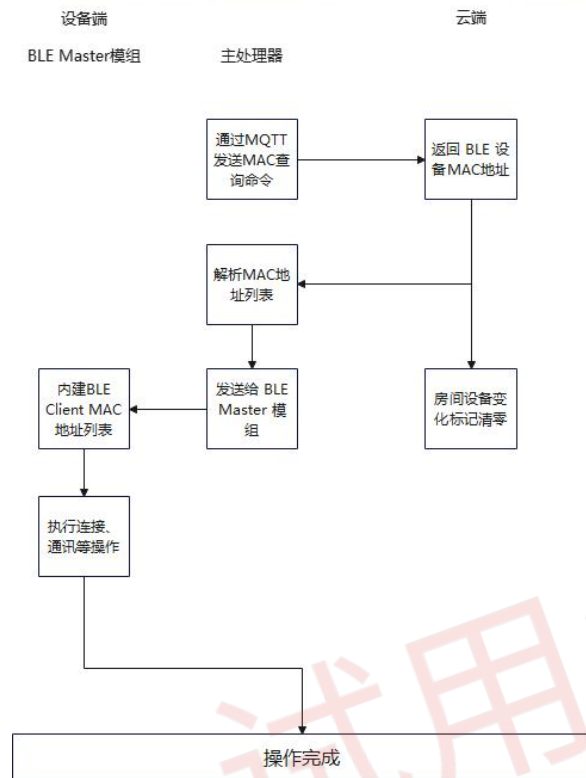 设备端
云端
BLE Master模组
主处理器
通过MQTT
发送MAC查
询命令
返回 BLE 设
备MAC地址
解析MAC地
址列表
内建BLE
Client MAC
地址列表
发送给 BLE
Master 模
组
房间设备变
化标记清零
执行连接、
通讯等操作
试用
操作完成